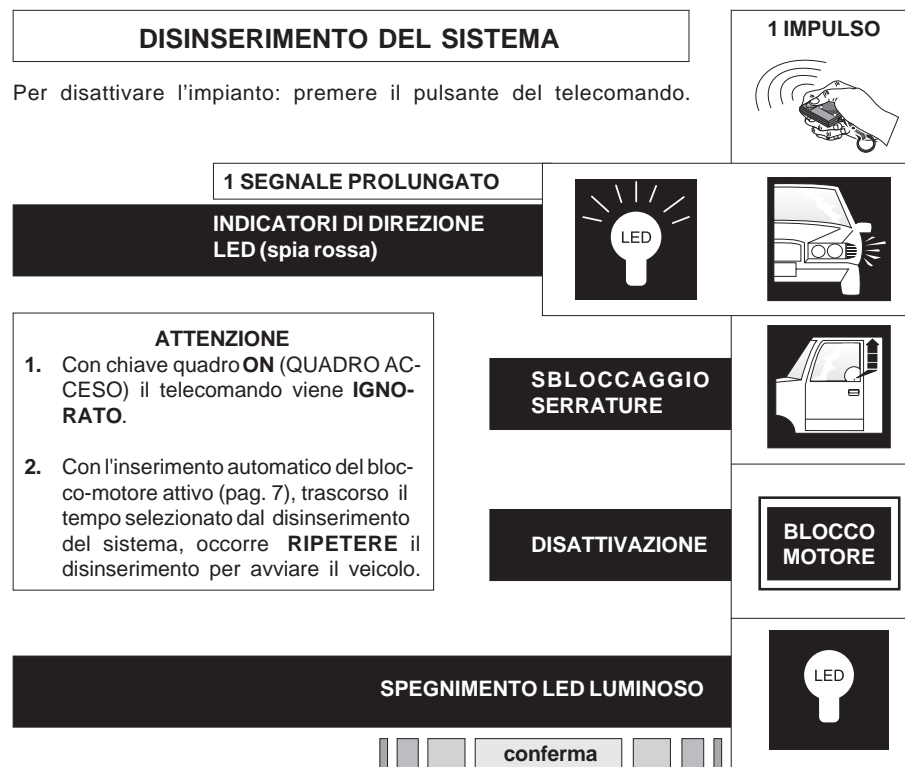 DISINSERIMENTO DEL SISTEMA
1 IMPULSO
Per disattivare l'impianto: premere il pulsante del telecomando.
1 SEGNALE PROLUNGATO
INDICATORI DI DIREZIONE
LED (spia rossa)
LED
ATTENZIONE
1. Con chiave quadro ON (QUADRO AC-
CESO) il telecomando viene IGNO-
RATO.
2. Con l'inserimento automatico del bloc-
co-motore attivo (pag. 7), trascorso il
tempo selezionato dal disinserimento
del sistema, occorre RIPETERE il
disinserimento per avviare il veicolo.
SBLOCCAGGIO
SERRATURE
DISATTIVAZIONE
BLOCCO
MOTORE
SPEGNIMENTO LED LUMINOSO
LED
conferma